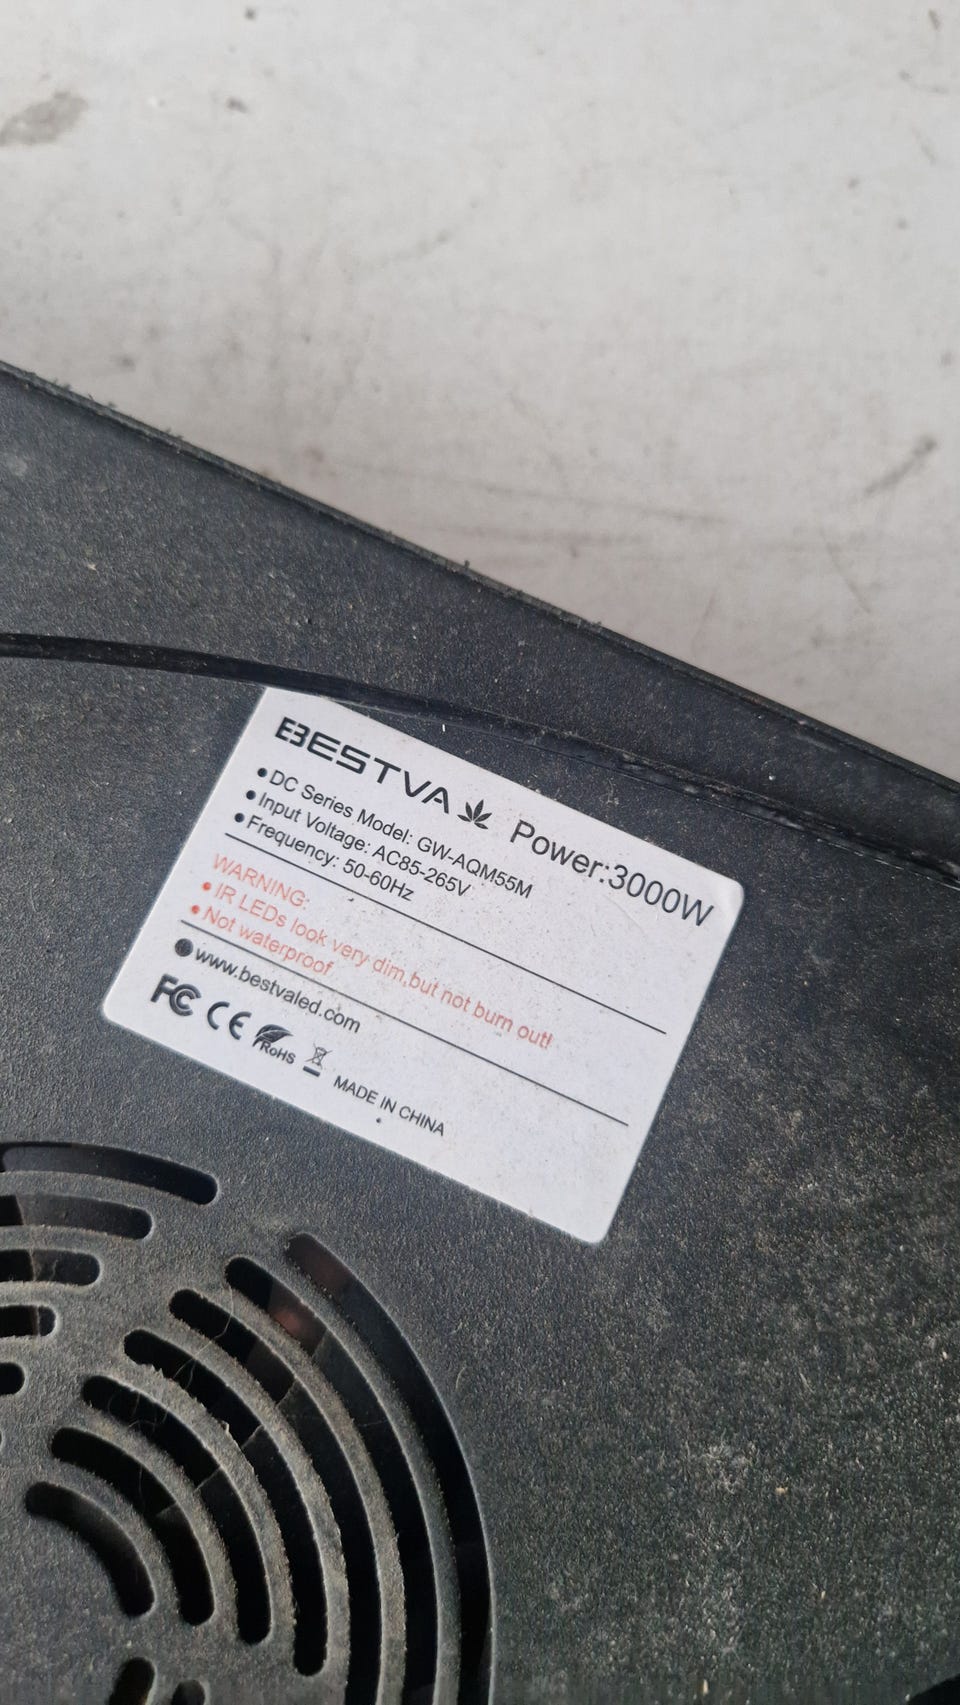 BESTVA Power:3000W
•DC Series Model: GW-AQM55M
•Input Voltage: AC85-265V
•Frequency: 50-60Hz
WARNING:
•IR LEDs look very dim,but not burn out!
•Not waterproof
•www.bestvaled.com
FC CE RoHS MADE IN CHINA